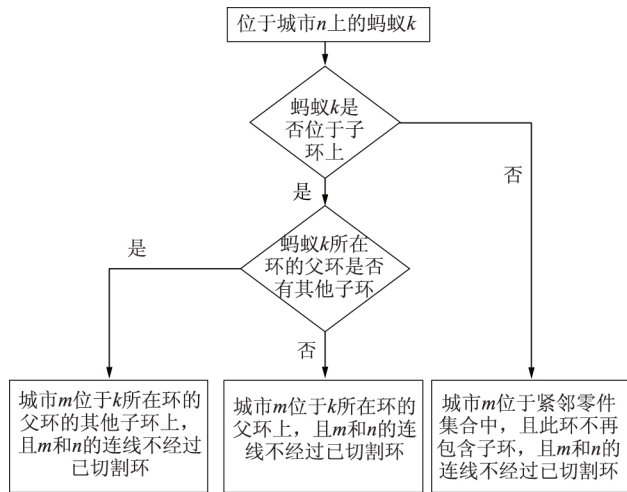 位于城市n上的蚂蚁k
蚂蚁k是
否位于子
环上
否
是
蚂蚁k所在
环的父环是否
有其他子环
是
否
城市m位于k所在环的
父环的其他子环上，
且m和n的连线不经过
已切割环
城市m位于k所在环的
父环上，且m和n的连
线不经过已切割环
城市m位于紧邻零件
集合中，且此环不再
包含子环，且m和n的
连线不经过已切割环